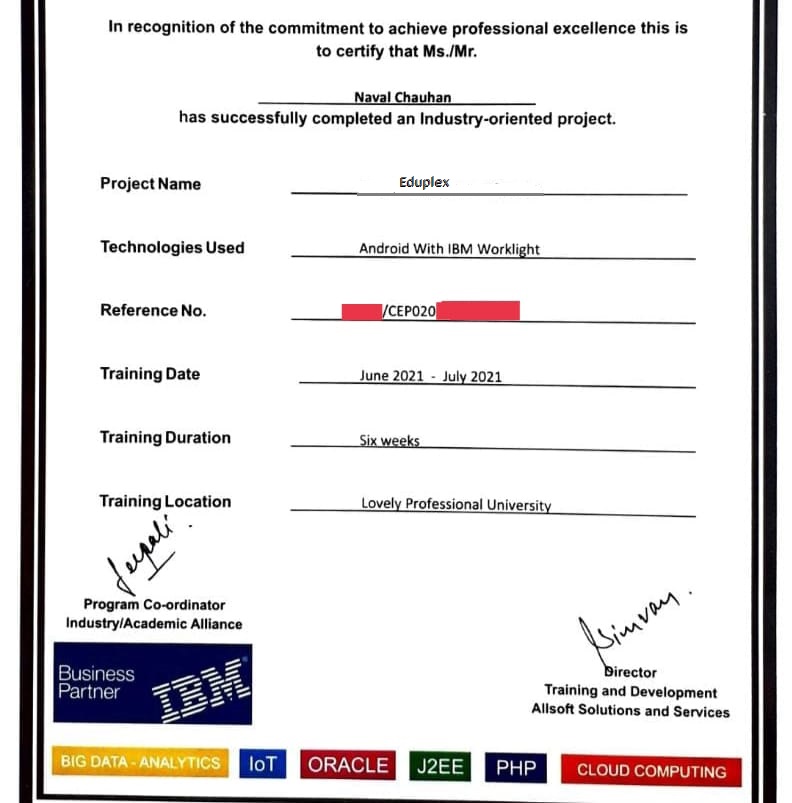 In recognition of the commitment to achieve professional excellence this is
to certify that Ms./Mr.
Naval Chauhan
has successfully completed an Industry-oriented project.
Project Name Eduplex
Technologies Used Android With IBM Worklight
Reference No. /CEP020
Training Date June 2021 - July 2021
Training Duration Six weeks
Training Location Lovely Professional University
Deepali.
Program Co-ordinator
Industry/Academic Alliance
Business
Partner
IBM
Simran.
Director
Training and Development
Allsoft Solutions and Services
BIG DATA - ANALYTICS IoT ORACLE J2EE PHP CLOUD COMPUTING